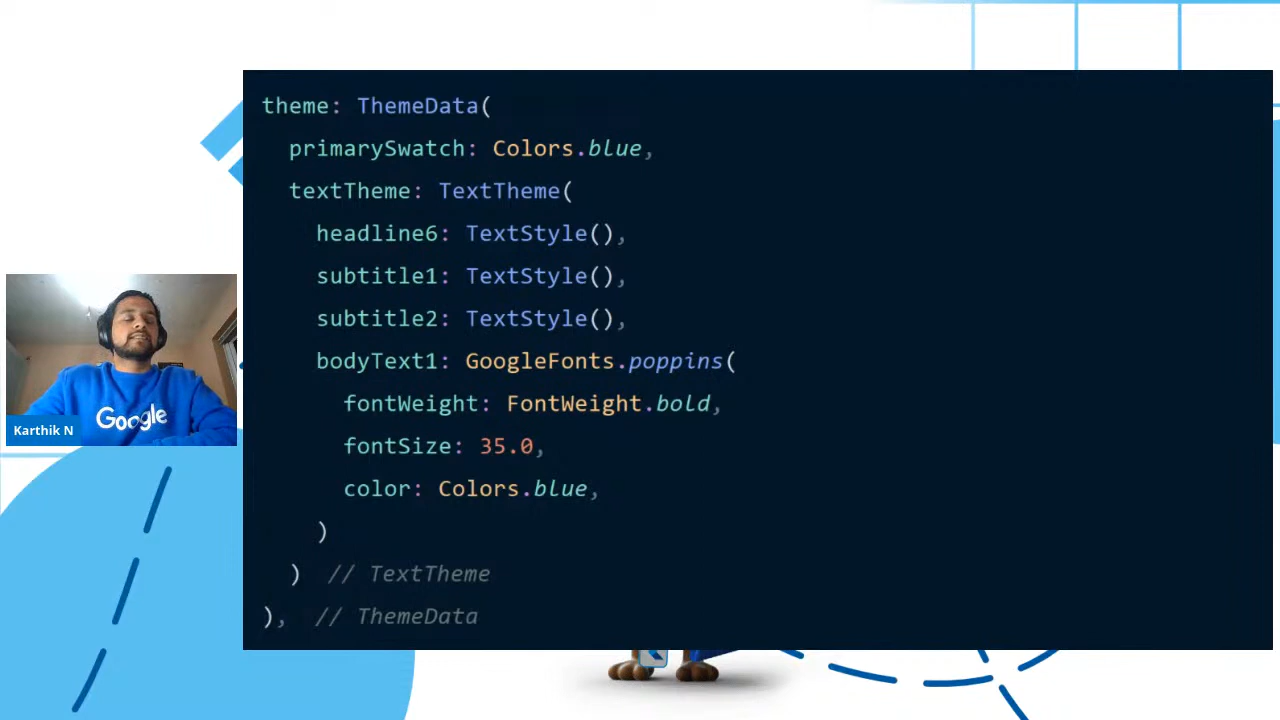 theme: ThemeData(
primarySwatch: Colors.blue,
textTheme: TextTheme(
headline6: TextStyle(),
subtitle1: TextStyle(),
subtitle2: TextStyle(),
bodyText1: GoogleFonts.poppins(
fontWeight: FontWeight.bold,
fontSize: 35.0,
color: Colors.blue,
)
) // TextTheme
), // ThemeData
Google
Karthik N